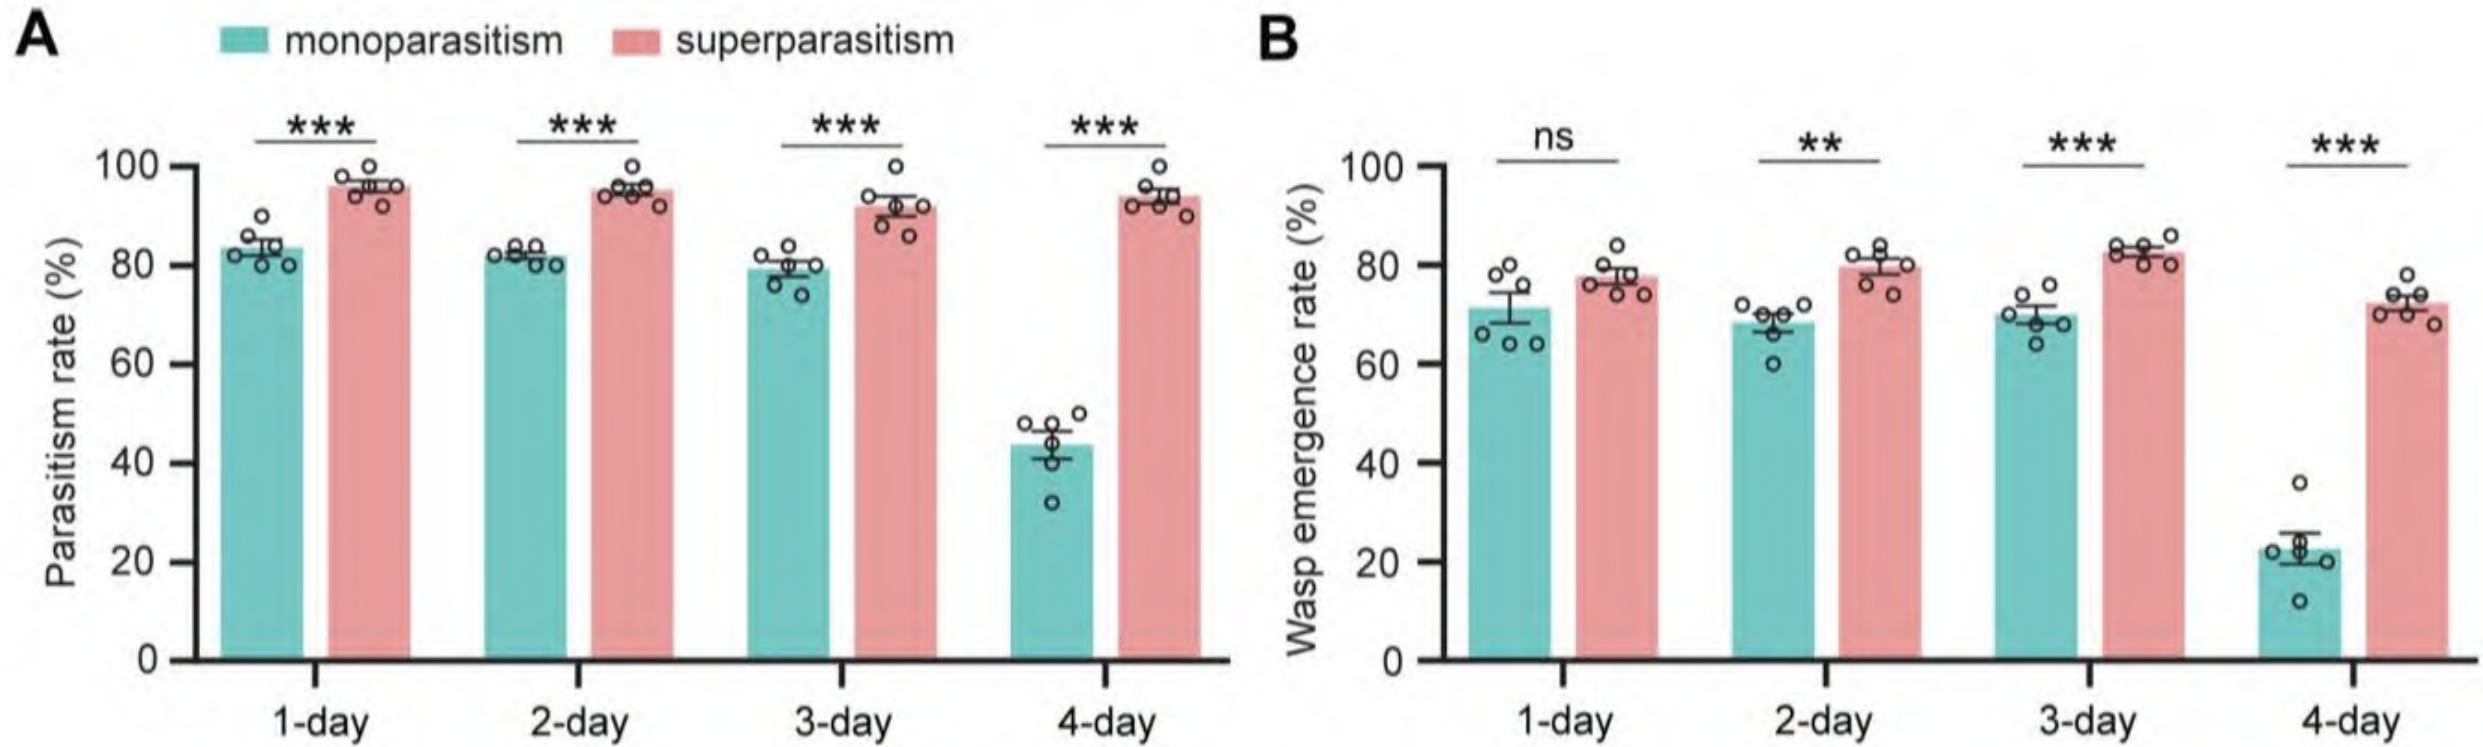 A
monoparasitism superparasitism
*** *** *** ***
Parasitism rate (%)
100
80
60
40
20
0
1-day 2-day 3-day 4-day
B
ns ** *** ***
Wasp emergence rate (%)
100
80
60
40
20
0
1-day 2-day 3-day 4-day